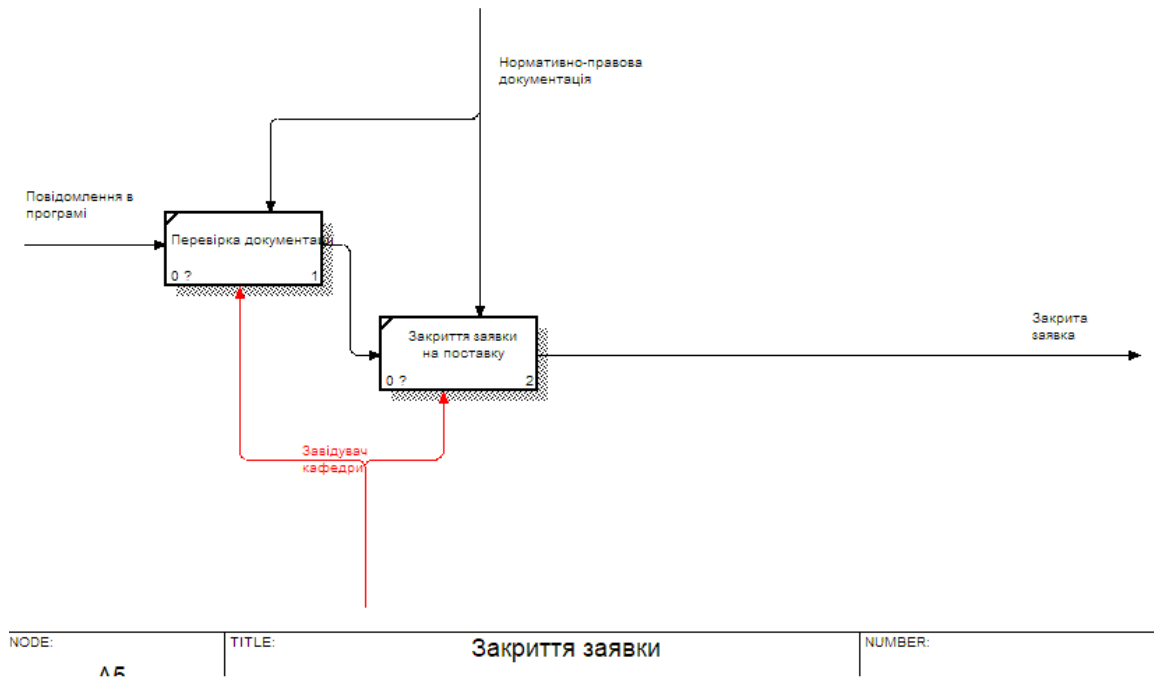 Нормативно-правова
документація
Повідомлення в
програмі
Перевірка документації
0 ?
1
Закриття заявки
на поставку
0 ?
2
Закрита
заявка
Завідувач
кафедри
NODE:
A5
TITLE:
Закриття заявки
NUMBER: